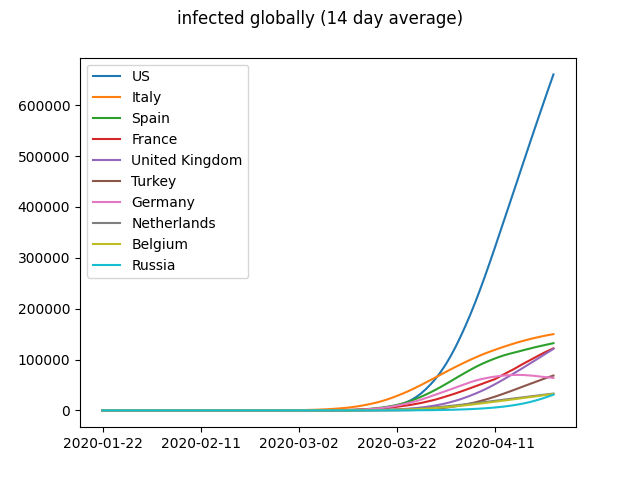 infected globally (14 day average)
US
Italy
Spain
France
United Kingdom
Turkey
Germany
Netherlands
Belgium
Russia
600000
500000
400000
300000
200000
100000
0
2020-01-22 2020-02-11 2020-03-02 2020-03-22 2020-04-11